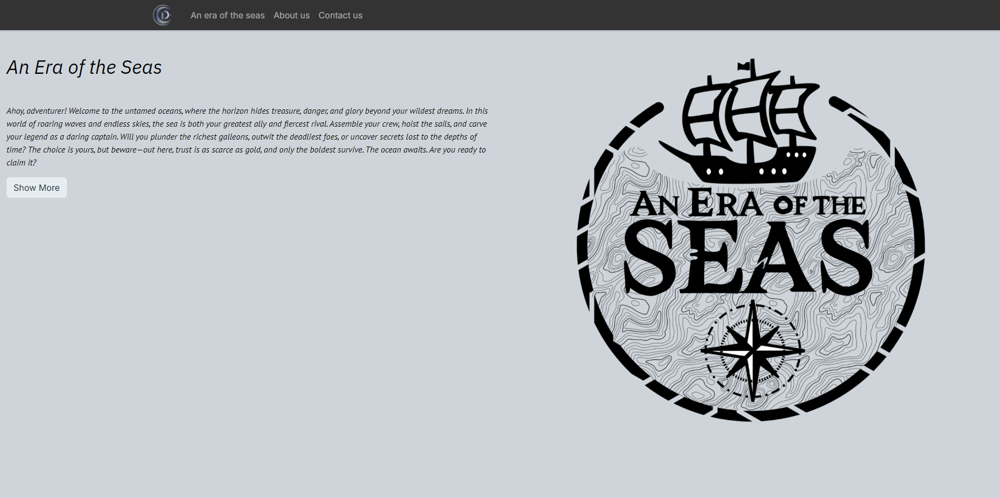 An era of the seas About us Contact us
An Era of the Seas
Ahoy, adventurer! Welcome to the untamed oceans, where the horizon hides treasure, danger, and glory beyond your wildest dreams. In this
world of roaring waves and endless skies, the sea is both your greatest ally and fiercest rival. Assemble your crew, hoist the sails, and carve
your legend as a daring captain. Will you plunder the richest galleons, outwit the deadliest foes, or uncover secrets lost to the depths of
time? The choice is yours, but beware—out here, trust is as scarce as gold, and only the boldest survive. The ocean awaits. Are you ready to
claim it?
Show More
AN ERA OF THE
SEAS